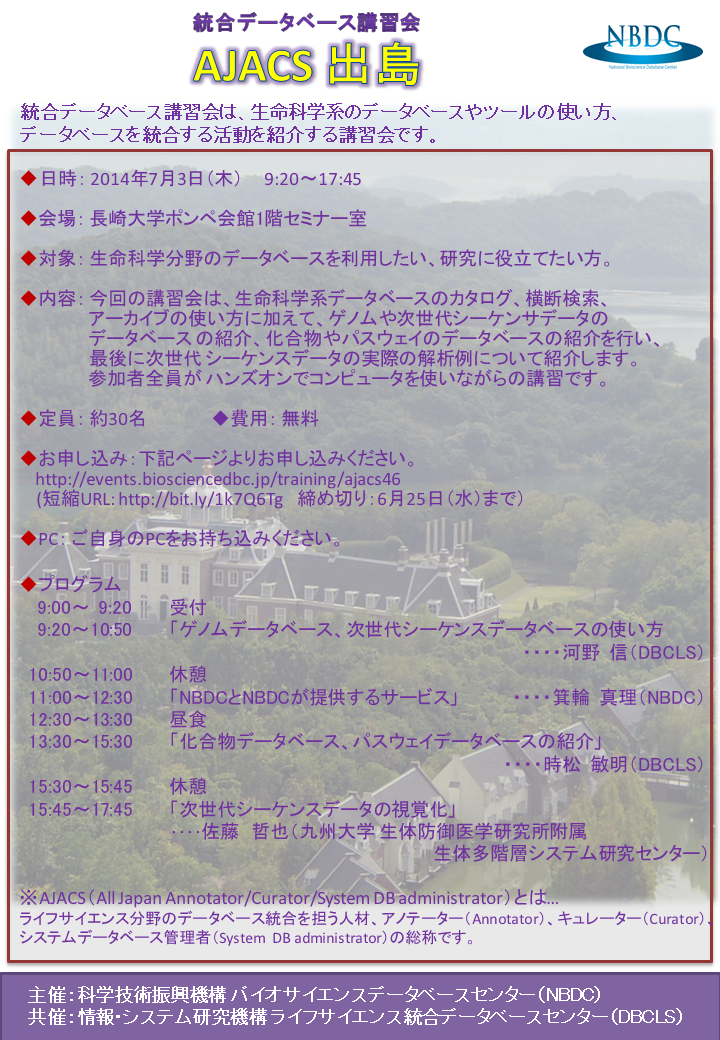 統合データベース講習会
AJACS 出島
NBDC
National Bioscience Database Center
統合データベース講習会は、生命科学系のデータベースやツールの使い方、
データベースを統合する活動を紹介する講習会です。
◆日時： 2014年7月3日（木）　9:20～17:45
◆会場： 長崎大学ポンペ会館1階セミナー室
◆対象： 生命科学分野のデータベースを利用したい、研究に役立てたい方。
◆内容： 今回の講習会は、生命科学系データベースのカタログ、横断検索、
アーカイブの使い方に加えて、ゲノムや次世代シーケンサデータの
データベース の紹介、化合物やパスウェイのデータベースの紹介を行い、
最後に次世代 シーケンスデータの実際の解析例について紹介します。
参加者全員が ハンズオンでコンピュータを使いながらの講習です。
◆定員： 約30名　　◆費用： 無料
◆お申し込み：下記ページよりお申し込みください。
http://events.biosciencedbc.jp/training/ajacs46
（短縮URL: http://bit.ly/1k7Q6Tg　締め切り：6月25日（水）まで）
◆PC： ご自身のPCをお持ち込みください。
◆プログラム
9:00～ 9:20　受付
9:20～10:50　「ゲノムデータベース、次世代シーケンスデータベースの使い方
・・・・河野 信（DBCLS）
10:50～11:00　休憩
11:00～12:30　「NBDCとNBDCが提供するサービス」　・・・・箕輪 真理（NBDC）
12:30～13:30　昼食
13:30～15:30　「化合物データベース、パスウェイデータベースの紹介」
・・・・時松 敏明（DBCLS）
15:30～15:45　休憩
15:45～17:45　「次世代シーケンスデータの視覚化」
・・・・佐藤 哲也（九州大学 生体防御医学研究所附属
生体多階層システム研究センター）
※AJACS（All Japan Annotator/Curator/System DB administrator）とは...
ライフサイエンス分野のデータベース統合を担う人材、アノテーター（Annotator）、キュレーター（Curator）、
システムデータベース管理者（System DB administrator）の総称です。
主催：科学技術振興機構 バイオサイエンスデータベースセンター（NBDC）
共催：情報・システム研究機構 ライフサイエンス統合データベースセンター（DBCLS）